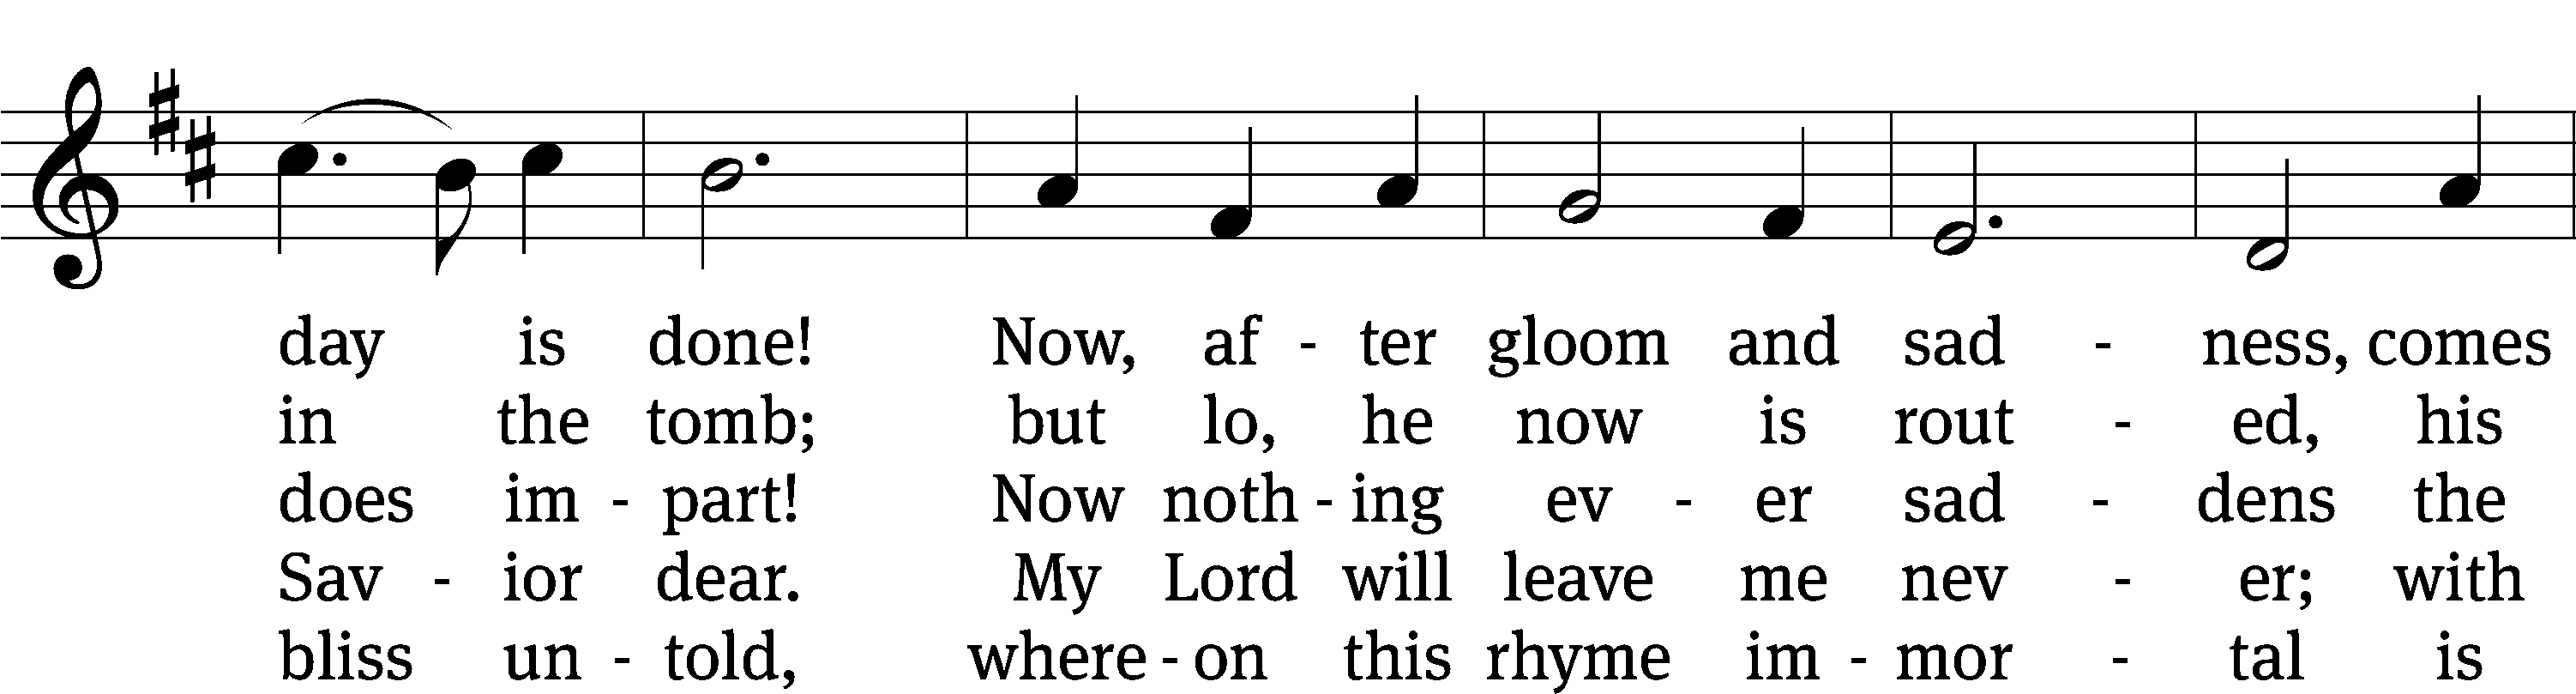 day is done! Now, af - ter gloom and sad - ness, comes
in the tomb; but lo, he now is rout - ed, his
does im - part! Now noth - ing ev - er sad - dens the
Sav - ior dear. My Lord will leave me nev - er; with
bliss un - told, where - on this rhyme im - mor - tal is